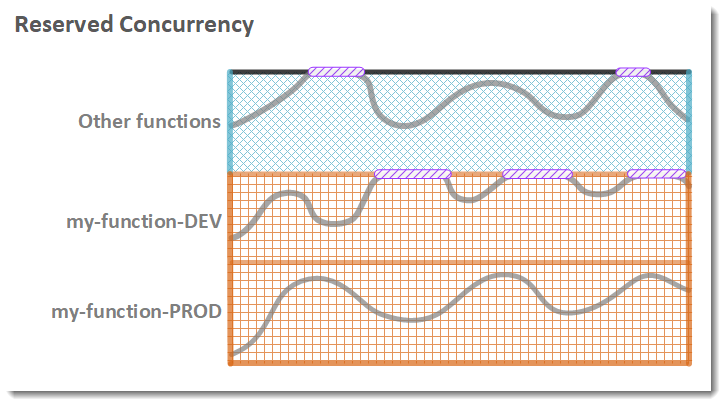 Reserved Concurrency
Other functions
my-function-DEV
my-function-PROD